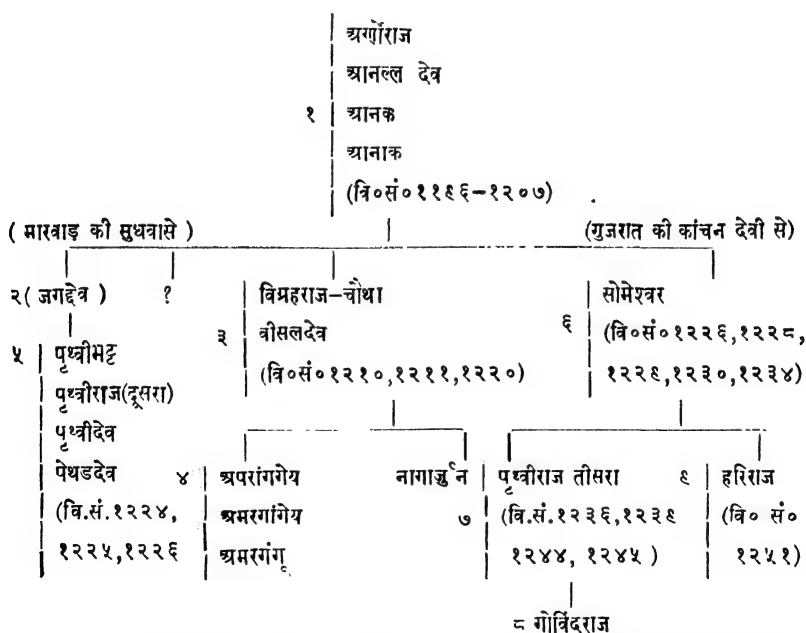 अर्णोराज
आनल्ल देव
१ आनक
आनाक
(वि०सं०११९६-१२०७)
( मारवाड़ की सुधवासे ) (गुजरात की कांचन देवी से)
२( जगद्देव ) ? विग्रहराज-चौथा सोमेश्वर
३ वीसलदेव ६ (वि०सं०१२२६,१२२८,
५ पृथ्वीभट्ट (वि०सं०१२१०,१२११,१२२०) १२२९,१२३०,१२३४)
पृथ्वीराज(दूसरा)
पृथ्वीदेव
पेथडदेव ४ अपरांगगेय नागार्जुन पृथ्वीराज तीसरा ९ हरिराज
(वि.सं.१२२४, अमरगांगेय ७ (वि.सं.१२३६,१२३९ (वि० सं०
१२२५,१२२६ अमरगंगू १२४४, १२४५ ) १२५१)
८ गोविंदराज